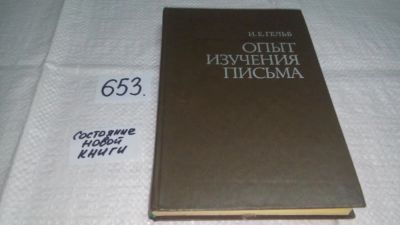 653.
состояние
новой
книги
И. Е. ГЕЛЬБ
ОПЫТ
ИЗУЧЕНИЯ
ПИСЬМА